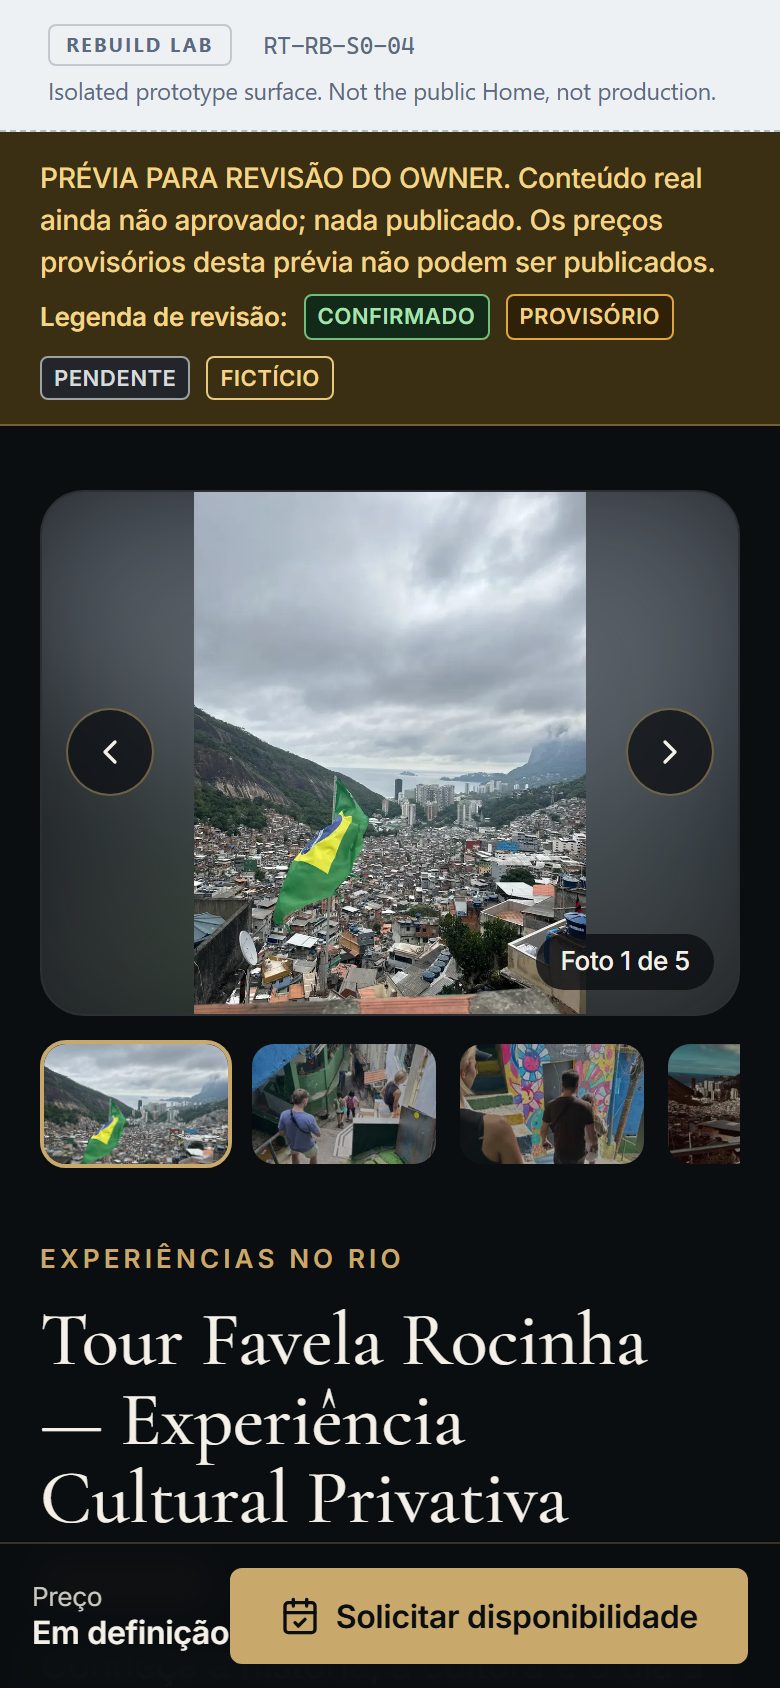 REBUILD LAB RT-RB-S0-04
Isolated prototype surface. Not the public Home, not production.
PRÉVIA PARA REVISÃO DO OWNER. Conteúdo real
ainda não aprovado; nada publicado. Os preços
provisórios desta prévia não podem ser publicados.
Legenda de revisão: CONFIRMADO PROVISÓRIO
PENDENTE FICTÍCIO
Foto 1 de 5
EXPERIÊNCIAS NO RIO
Tour Favela Rocinha
— Experiência
Cultural Privativa
Preço
Em definição
Solicitar disponibilidade